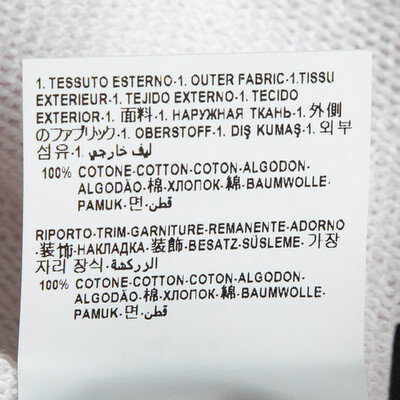 1. TESSUTO ESTERNO-1. OUTER FABRIC-1.TISSU
EXTERIEUR-1. TEJIDO EXTERNO-1. TECIDO
EXTERIOR-1. 面料-1. НАРУЖНАЯ ТКАНЬ-1. 外側
のファブリック-1. OBERSTOFF-1. DIŞ KUMAŞ-1. 외부
섬유-1. ليف خارجي
100% COTONE-COTTON-COTON-ALGODON-
ALGODÃO-棉-ХЛОПОК-綿-BAUMWOLLE-
PAMUK-면-قطن
RIPORTO-TRIM-GARNITURE-REMANENTE-ADORNO
-装饰-НАКЛАДКА-装飾-BESATZ-SÜSLEME-가장
자리 장식-الزركشة
100% COTONE-COTTON-COTON-ALGODON-
ALGODÃO-棉-ХЛОПОК-綿-BAUMWOLLE-
PAMUK-면-قطن